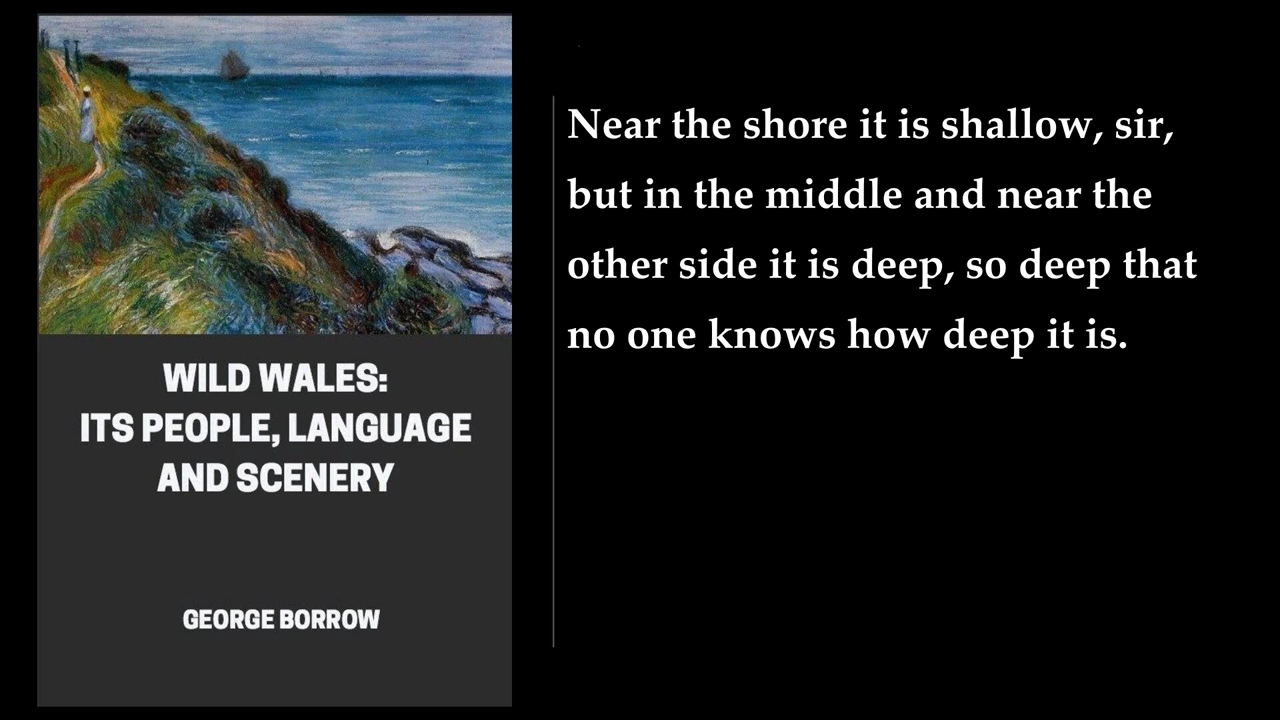 WILD WALES:
ITS PEOPLE, LANGUAGE
AND SCENERY
GEORGE BORROW
Near the shore it is shallow, sir,
but in the middle and near the
other side it is deep, so deep that
no one knows how deep it is.